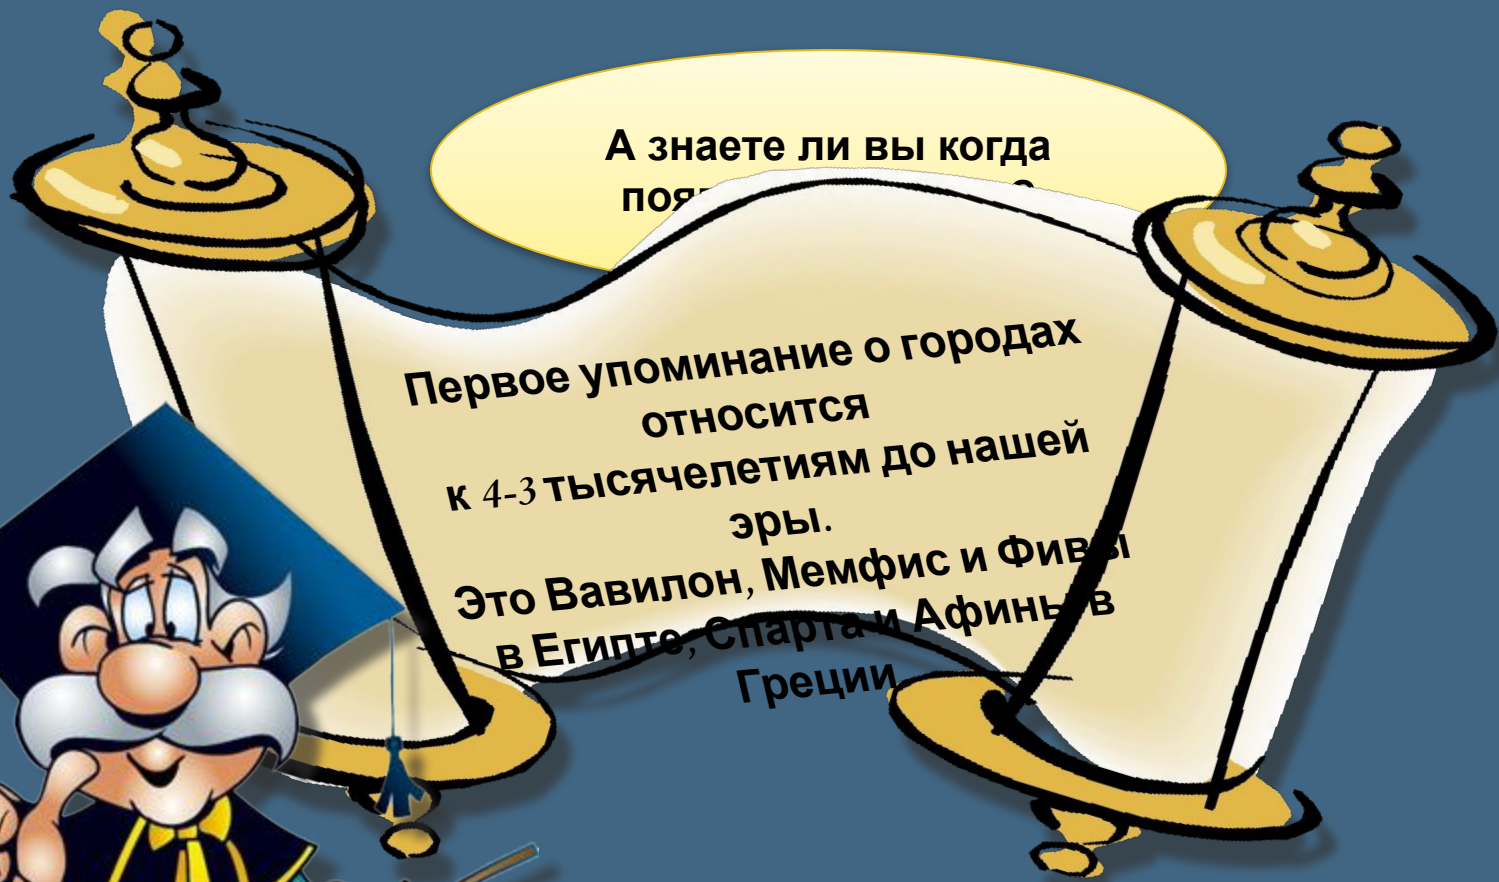 А знаете ли вы когда
Первое упоминание о городах
относится
к 4-3 тысячелетиям до нашей
эры.
Это Вавилон, Мемфис и Фивы
в Египте, Спарта и Афины в
Греции